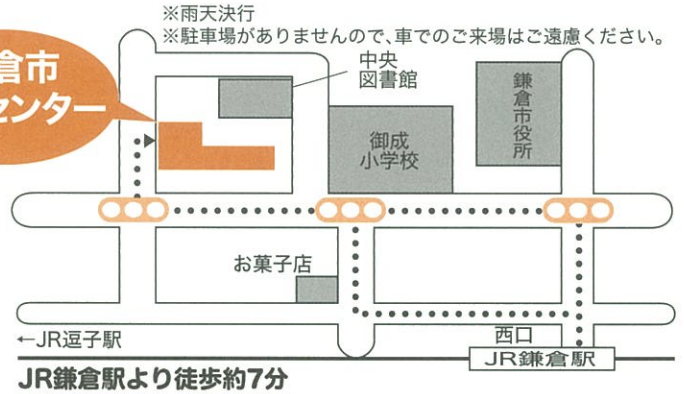 ※雨天決行
※駐車場がありませんので、車でのご来場はご遠慮ください。
倉市
センター
中央
図書館
鎌倉市役所
御成
小学校
お菓子店
←JR逗子駅
西口
JR鎌倉駅
JR鎌倉駅より徒歩約7分